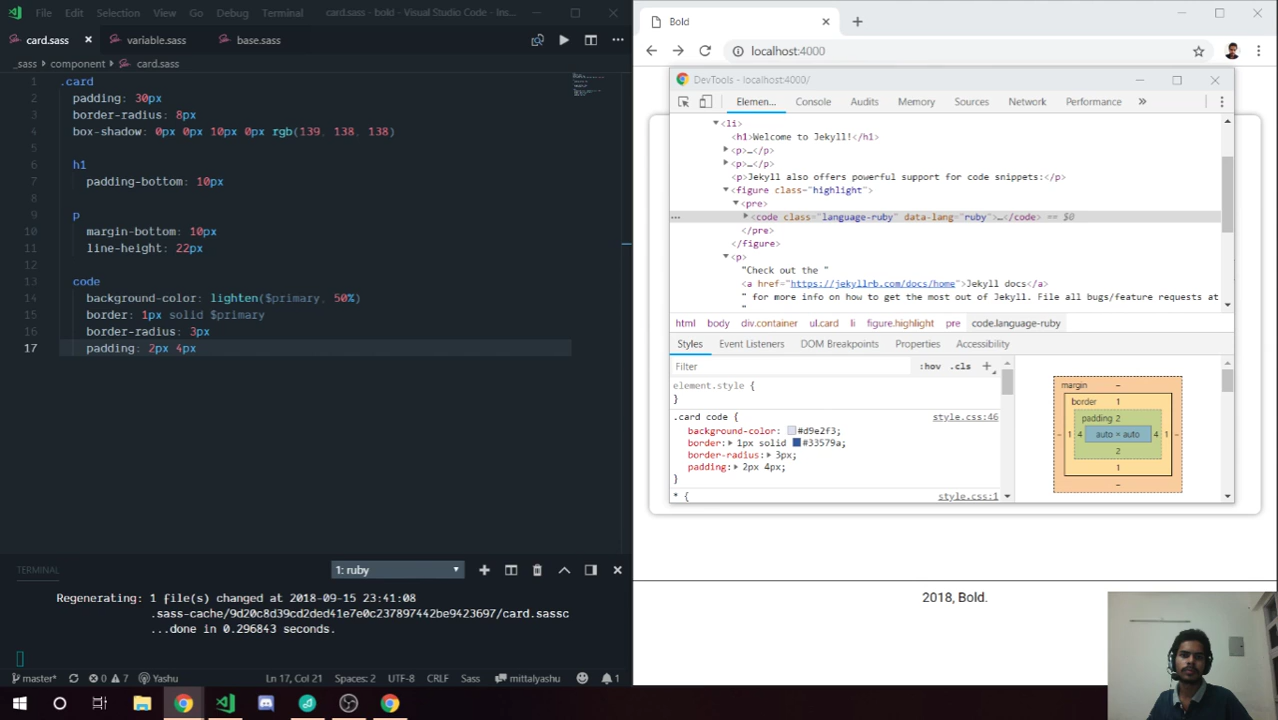 File Edit Selection View Go Debug Terminal card.sass - bold - Visual Studio Code - Ins...
card.sass variable.sass base.sass
_sass component card.sass
1 .card
2 padding: 30px
3 border-radius: 8px
4 box-shadow: 0px 0px 10px 0px rgb(139, 138, 138)
5
6 h1
7 padding-bottom: 10px
8
9 p
10 margin-bottom: 10px
11 line-height: 22px
12
13 code
14 background-color: lighten($primary, 50%)
15 border: 1px solid $primary
16 border-radius: 3px
17 padding: 2px 4px
TERMINAL 1: ruby
Regenerating: 1 file(s) changed at 2018-09-15 23:41:08
.sass-cache/9d20c8d39cd2ded41e7e0c237897442be9423697/card.sassc
...done in 0.296843 seconds.
master* 0 7 Yashu Ln 17, Col 21 Spaces: 2 UTF-8 CRLF Sass mittalyashu 1
Bold
localhost:4000
DevTools - localhost:4000/
Elemen... Console Audits Memory Sources Network Performance
<li>
<h1>Welcome to Jekyll!</h1>
<p>…</p>
<p>…</p>
<p>Jekyll also offers powerful support for code snippets:</p>
<figure class="highlight">
<pre>
<code class="language-ruby" data-lang="ruby">…</code> == $0
</pre>
</figure>
<p>
"Check out the "
<a href="https://jekyllrb.com/docs/home">Jekyll docs</a>
" for more info on how to get the most out of Jekyll. File all bugs/feature requests at
"
html body div.container ul.card li figure.highlight pre code.language-ruby
Styles Event Listeners DOM Breakpoints Properties Accessibility
Filter :hov .cls +
element.style {
}
.card code { style.css:46
background-color: #d9e2f3;
border: 1px solid #33579a;
border-radius: 3px;
padding: 2px 4px;
}
* { style.css:1
margin –
border 1
padding 2
– 1 4 auto × auto 4 1 –
2
1
–
2018, Bold.